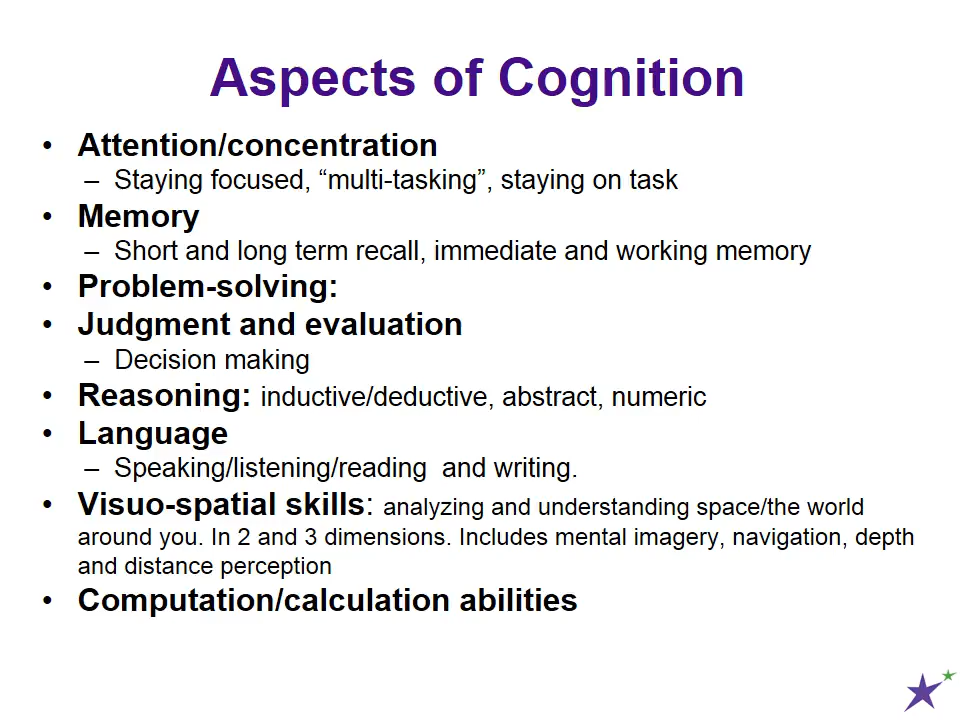 Aspects of Cognition
• Attention/concentration
– Staying focused, “multi-tasking”, staying on task
• Memory
– Short and long term recall, immediate and working memory
• Problem-solving:
• Judgment and evaluation
– Decision making
• Reasoning: inductive/deductive, abstract, numeric
• Language
– Speaking/listening/reading  and writing.
• Visuo-spatial skills: analyzing and understanding space/the world
around you. In 2 and 3 dimensions. Includes mental imagery, navigation, depth
and distance perception
• Computation/calculation abilities